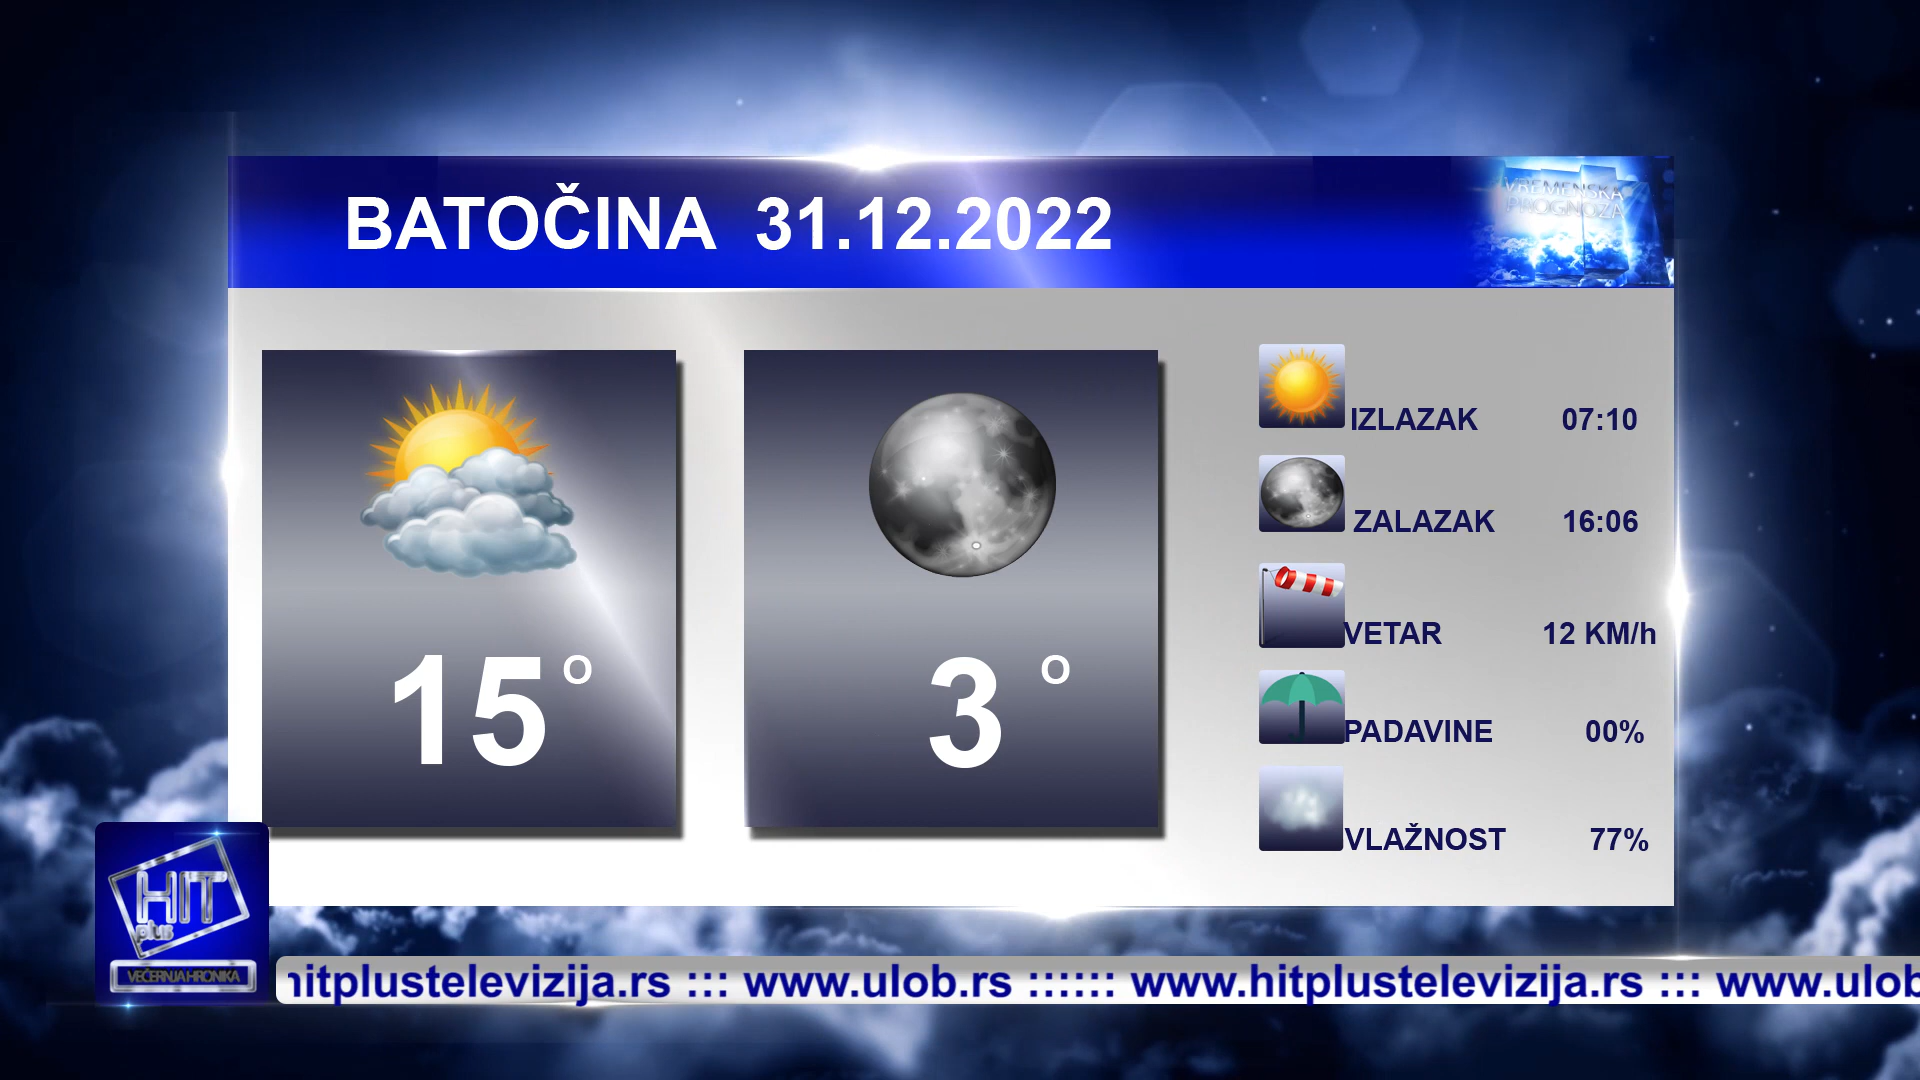 BATOČINA 31.12.2022
VREMENSKA
PROGNOZA
15°
3°
IZLAZAK 07:10
ZALAZAK 16:06
VETAR 12 KM/h
PADAVINE 00%
VLAŽNOST 77%
HIT
plus
VEČERNJA HRONIKA
hitplustelevizija.rs ::: www.ulob.rs :::::: www.hitplustelevizija.rs ::: www.ulob